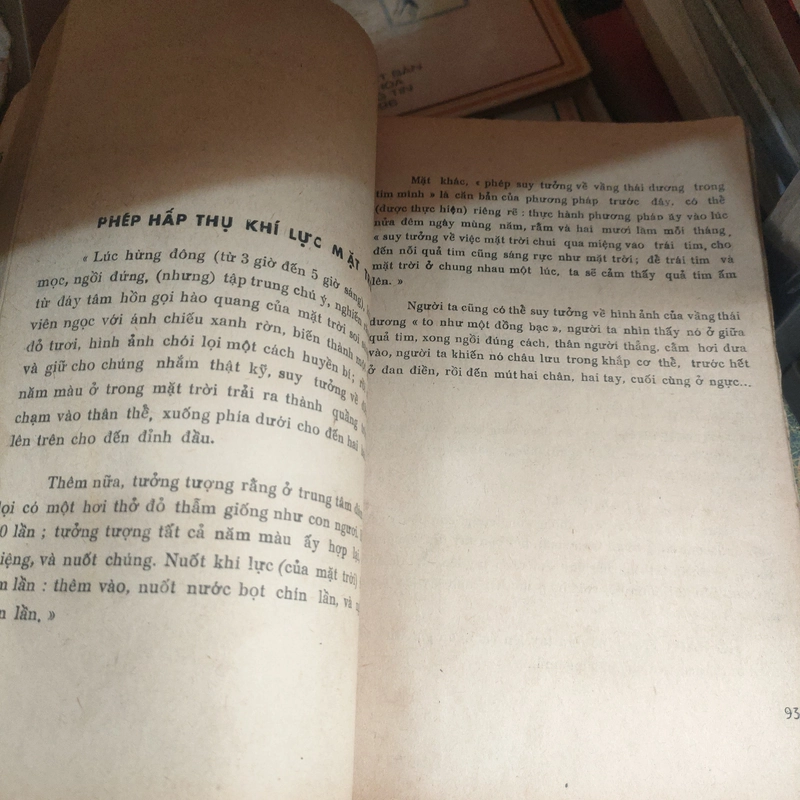 T BẢN
HÓA
G TIN
PHÉP HẤP THỤ KHÍ LỰC MẶT
« Lúc hừng đông (từ 3 giờ đến 5 giờ sáng),
mọc, ngồi đứng, (nhưng) tập trung chú ý, nghiến
từ đáy tâm hồn gọi hào quang của mặt trời soi
viên ngọc với ánh chiếu xanh rờn, biến thành một
đỏ tươi, hình ảnh chói lọi một cách huyền bị;
và giữ cho chúng nhắm thật kỹ, suy tưởng về
năm màu ở trong mặt trời trải ra thành quầng
chạm vào thân thể, xuống phía dưới cho đến hai
lên trên cho đến đỉnh đầu.
Thêm nữa, tưởng tượng rằng ở trung tâm
lọi có một hơi thở đỏ thẫm giống như con ngươi
0 lần ; tưởng tượng tất cả năm màu ấy hợp
iệng, và nuốt chúng. Nuốt khí lực (của mặt trời)
m lần : thêm vào, nuốt nước bọt chín lần, và
n lần. »
Mặt khác, « phép suy tưởng về vầng thái dương trong
tim mình » là căn bản của phương pháp trước đây, có thể
(được thực hiện) riêng rẽ : thực hành phương pháp ấy vào lúc
nửa đêm ngày mùng năm, rằm và hai mươi lăm mỗi tháng,
« suy tưởng về việc mặt trời chui qua miệng vào trái tim, cho
đến nỗi quả tim cũng sáng rực như mặt trời ; để trái tim và
mặt trời ở chung nhau một lúc, ta sẽ cảm thấy quả tim ấm
lên. »
Người ta cũng có thể suy tưởng về hình ảnh của vầng thái
dương « to như một đồng bạc », người ta nhìn thấy nó ở giữa
quả tim, xong ngồi đúng cách, thân người thẳng, cầm hơi đưa
vào, người ta khiến nó châu lưu trong khắp cơ thể, trước hết
ở đan điền, rồi đến mút hai chân, hai tay, cuối cùng ở ngực...
93